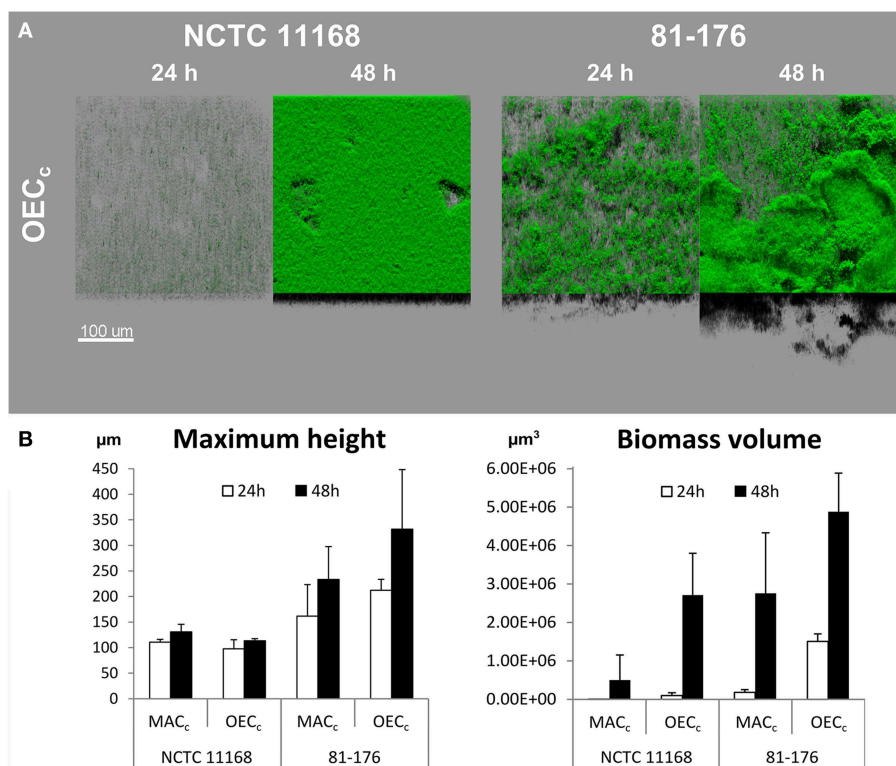 A
NCTC 11168 81-176
24 h 48 h 24 h 48 h
OECc
100 um
B
µm Maximum height
450
400
350
300
250
200
150
100
50
0
24h 48h
MACc OECc MACc OECc
NCTC 11168 81-176
µm³ Biomass volume
6.00E+06
5.00E+06
4.00E+06
3.00E+06
2.00E+06
1.00E+06
0.00E+00
24h 48h
MACc OECc MACc OECc
NCTC 11168 81-176